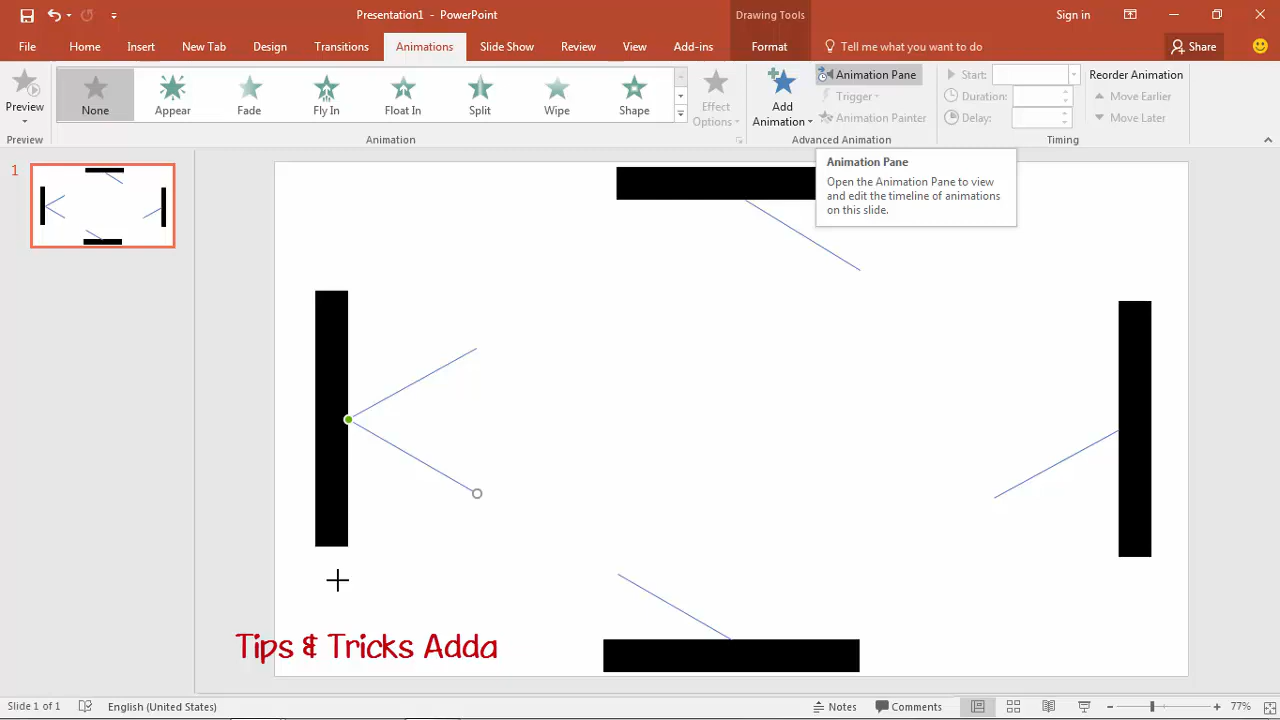 Presentation1 - PowerPoint
Drawing Tools
Sign in
File
Home
Insert
New Tab
Design
Transitions
Animations
Slide Show
Review
View
Add-ins
Format
Tell me what you want to do
Share
Preview
None
Appear
Fade
Fly In
Float In
Split
Wipe
Shape
Effect
Options
Add
Animation
Animation Pane
Trigger
Animation Painter
Start:
Duration:
Delay:
Reorder Animation
Move Earlier
Move Later
Preview
Animation
Advanced Animation
Timing
Animation Pane
Open the Animation Pane to view
and edit the timeline of animations
on this slide.
1
Tips & Tricks Adda
Slide 1 of 1
English (United States)
Notes
Comments
77%